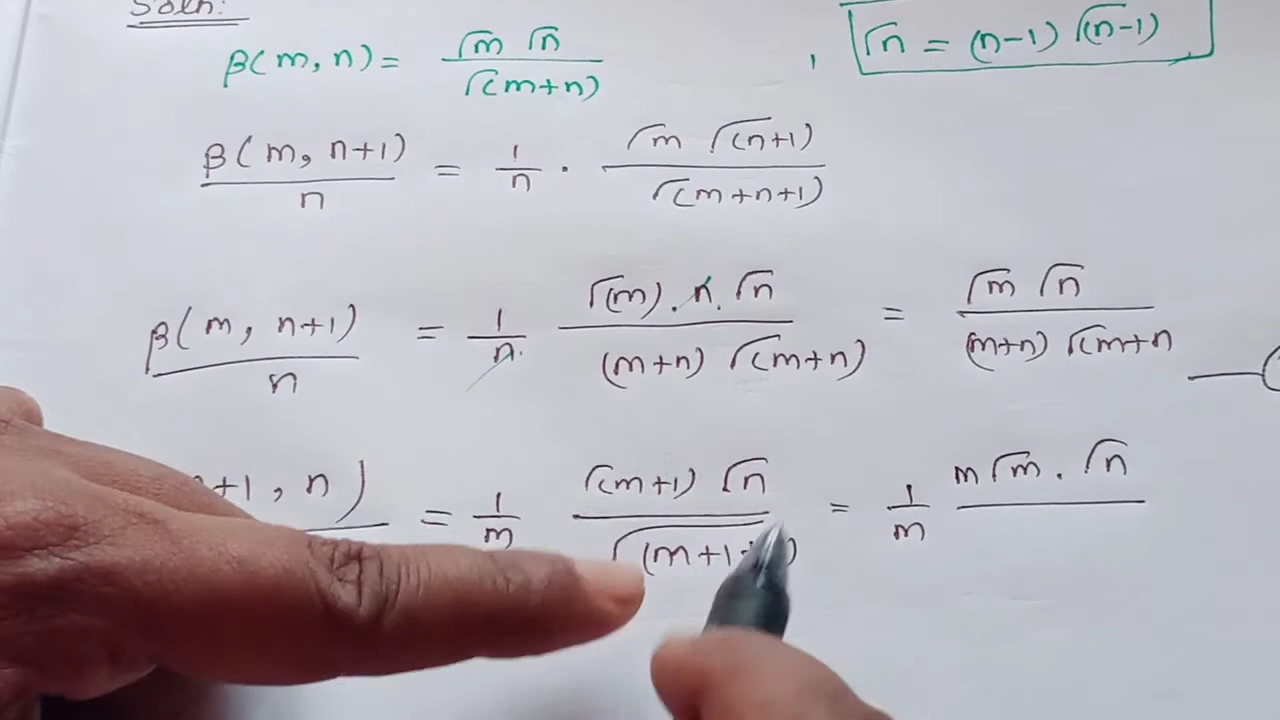 Soln:
β(m, n) = Γm Γn / Γ(m+n) , Γn = (n-1) Γ(n-1)
β(m, n+1) / n = 1/n · Γm Γ(n+1) / Γ(m+n+1)
β(m, n+1) / n = 1/n Γ(m) . n . Γn / (m+n) Γ(m+n) = Γm Γn / (m+n) Γ(m+n
+1, n) = 1/m Γ(m+1) Γn / Γ(m+1+ ) = 1/m mΓm . Γn